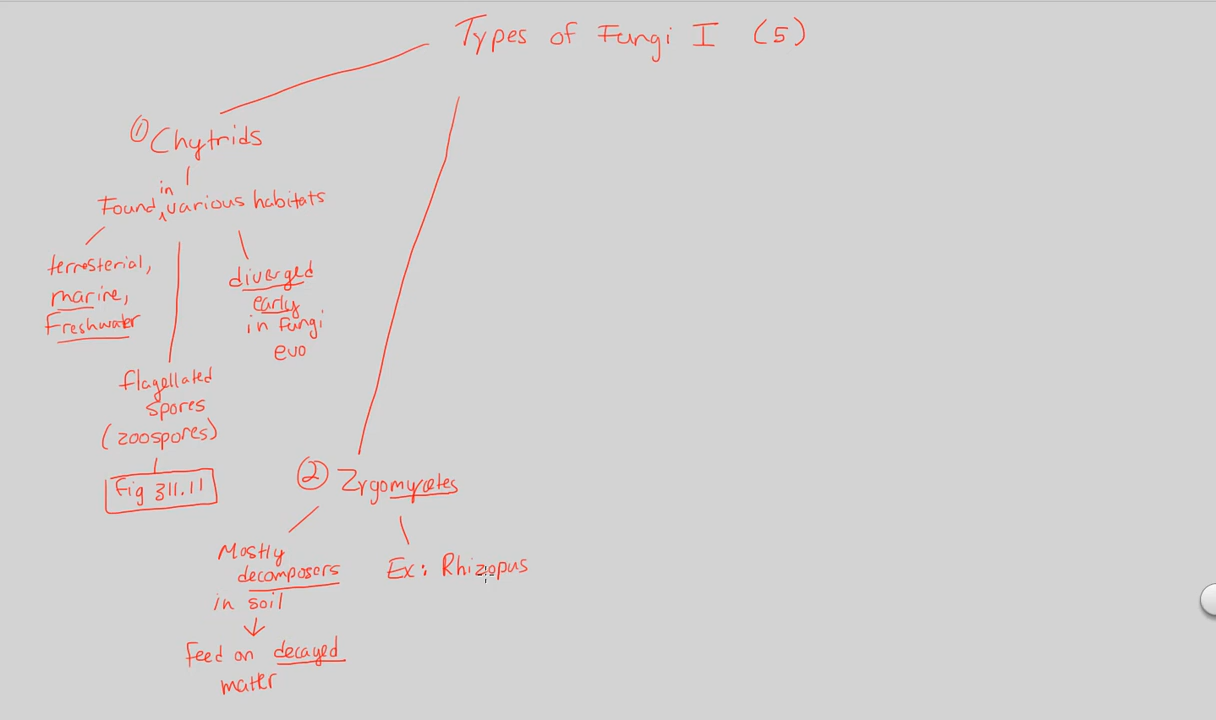 Types of Fungi I (5)
① Chytrids
Found in various habitats
terresterial,
marine,
freshwater
diverged
early
in fungi
evo
flagellated
spores
(zoospores)
Fig 311.11
② Zygomycetes
Mostly
decomposers
in soil
↓
feed on decayed
matter
Ex: Rhizopus